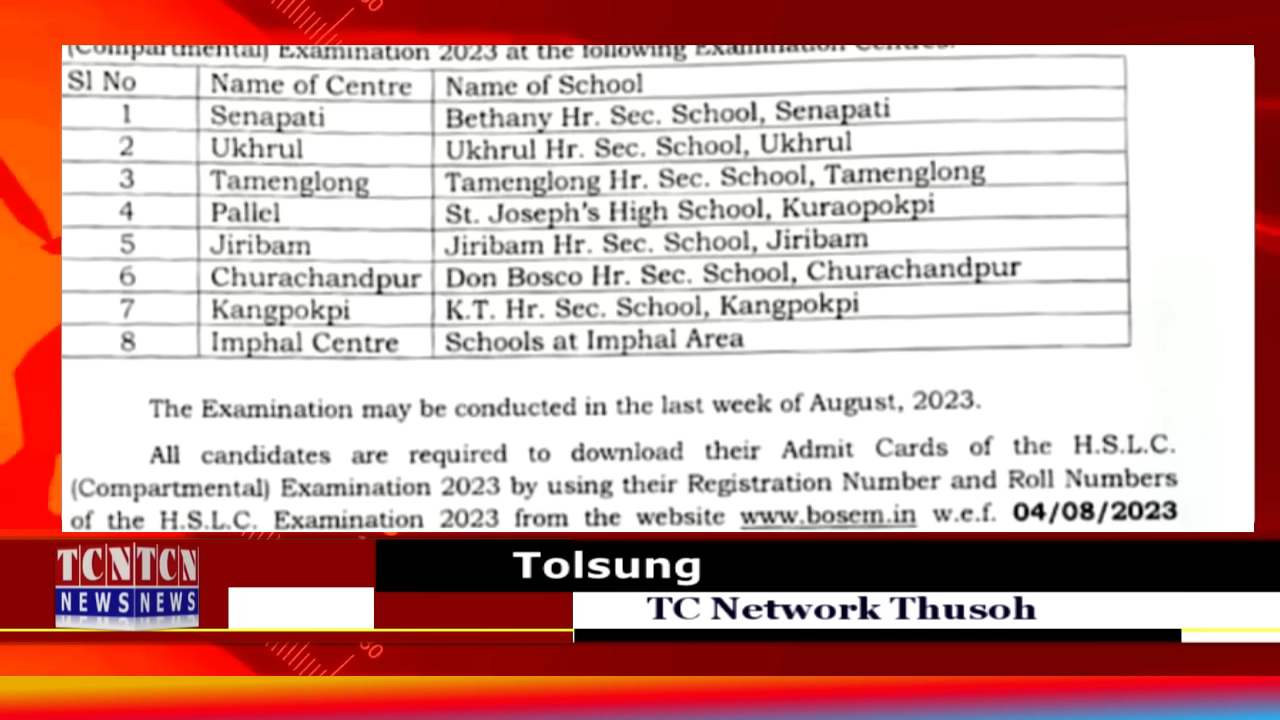 (Compartmental) Examination 2023 at the following Examination Centres:
Sl No Name of Centre Name of School
1 Senapati Bethany Hr. Sec. School, Senapati
2 Ukhrul Ukhrul Hr. Sec. School, Ukhrul
3 Tamenglong Tamenglong Hr. Sec. School, Tamenglong
4 Pallel St. Joseph's High School, Kuraopokpi
5 Jiribam Jiribam Hr. Sec. School, Jiribam
6 Churachandpur Don Bosco Hr. Sec. School, Churachandpur
7 Kangpokpi K.T. Hr. Sec. School, Kangpokpi
8 Imphal Centre Schools at Imphal Area
The Examination may be conducted in the last week of August, 2023.
All candidates are required to download their Admit Cards of the H.S.L.C.
(Compartmental) Examination 2023 by using their Registration Number and Roll Numbers
of the H.S.L.C. Examination 2023 from the website www.bosem.in w.e.f. 04/08/2023
TCN TCN
NEWS NEWS
Tolsung
TC Network Thusoh